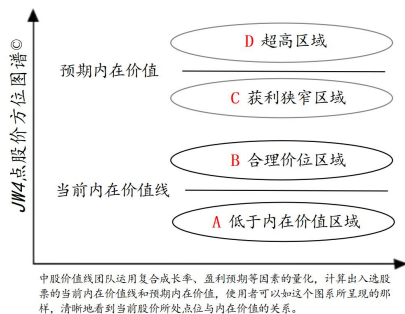 JW4点股价方位图谱©
D 超高区域
预期内在价值
C 获利狭窄区域
B 合理价位区域
当前内在价值线
A 低于内在价值区域
中股价值线团队运用复合成长率、盈利预期等因素的量化，计算出入选股
票的当前内在价值线和预期内在价值，使用者可以如这个图系所呈现的那
样，清晰地看到当前股价所处点位与内在价值的关系。